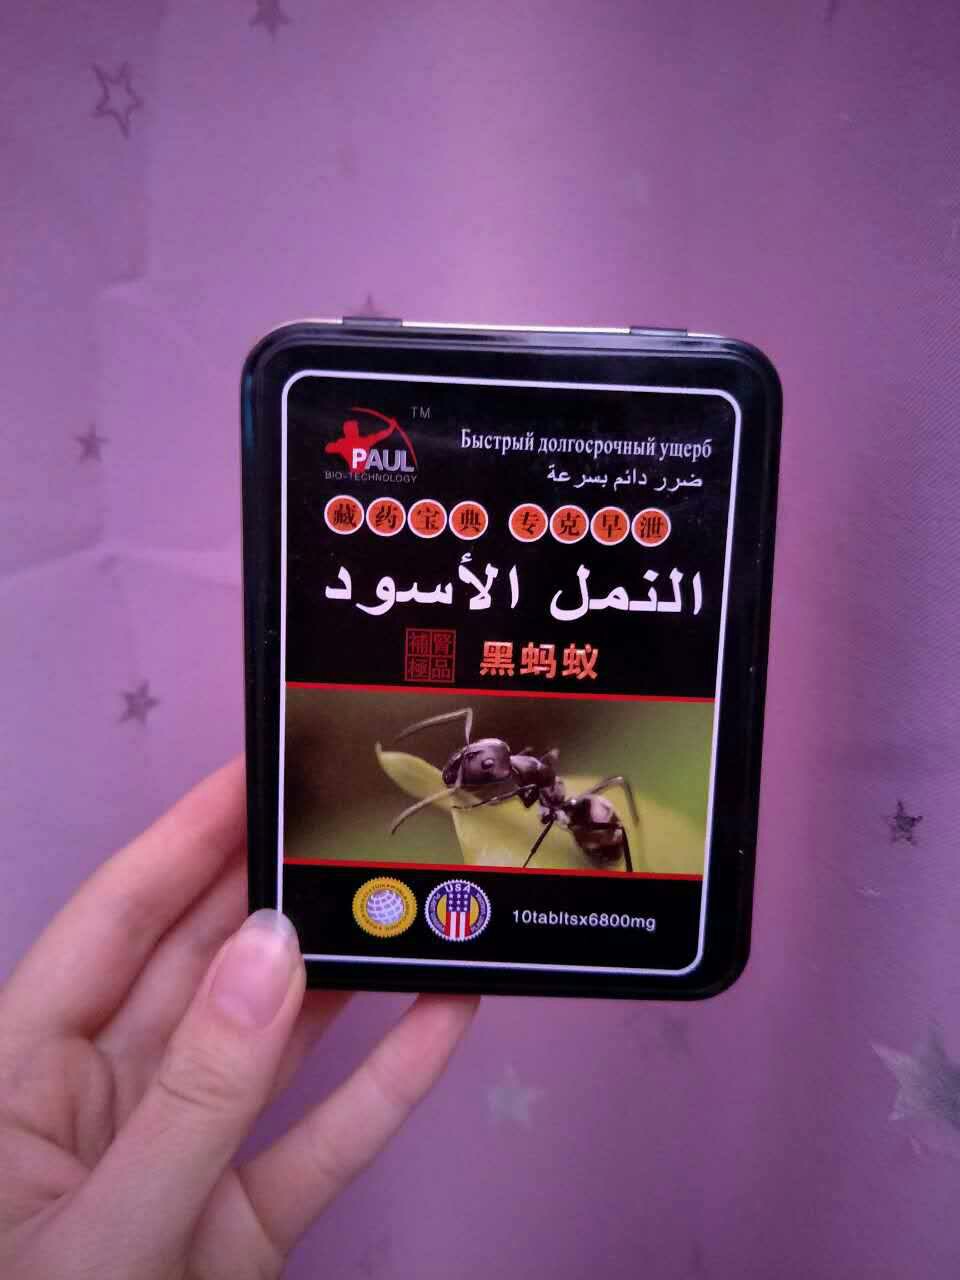 TM
PAUL
BIO-TECHNOLOGY
Быстрый долгосрочный ущерб
ضرر دائم بسرعة
藏药宝典 专克早泄
النمل الأسود
補腎
極品
黑蚂蚁
USA
10tabltsx6800mg